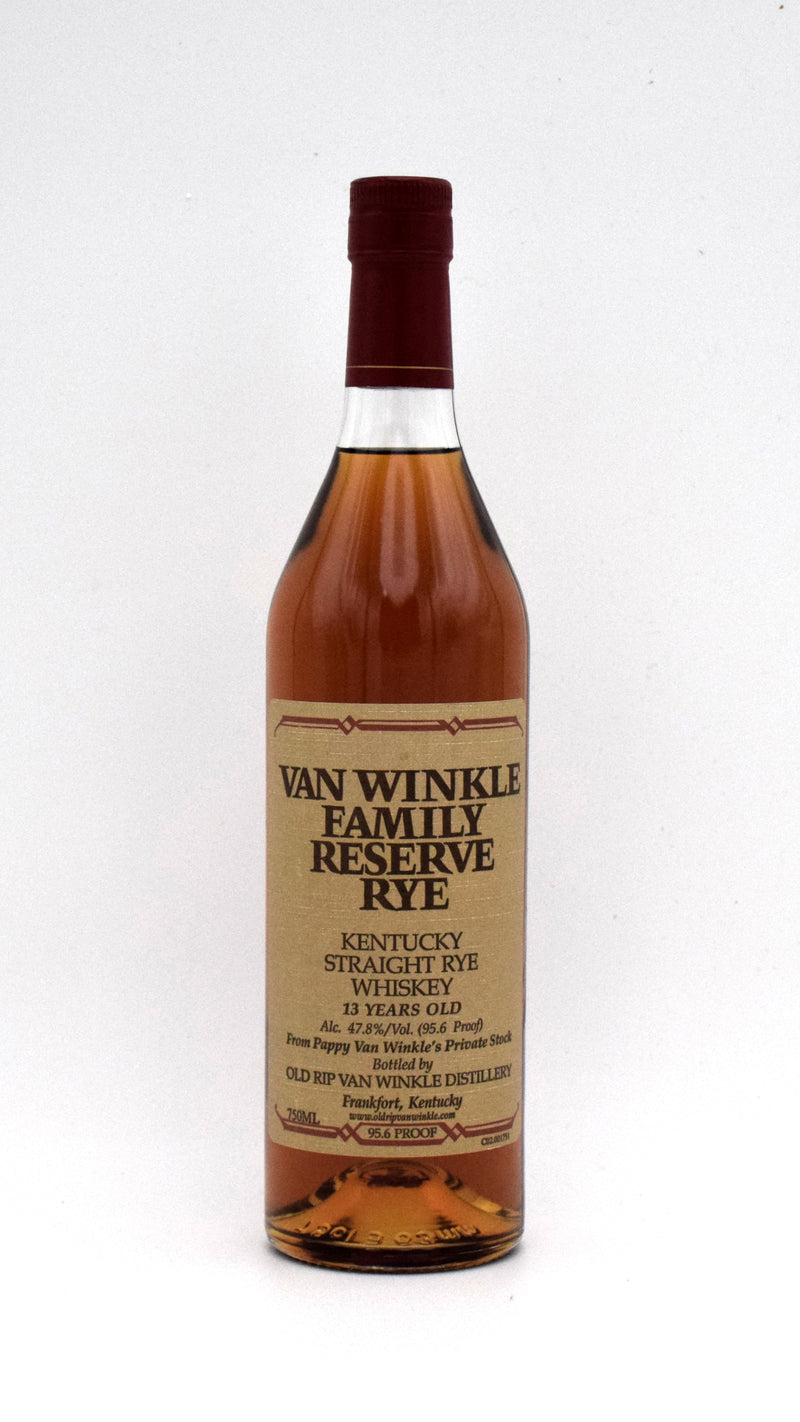 VAN WINKLE
FAMILY
RESERVE
RYE
KENTUCKY
STRAIGHT RYE
WHISKEY
13 YEARS OLD
Alc. 47.8%/Vol. (95.6 Proof)
From Pappy Van Winkle's Private Stock
Bottled by
OLD RIP VAN WINKLE DISTILLERY
Frankfort, Kentucky
750ML www.oldripvanwinkle.com
95.6 PROOF